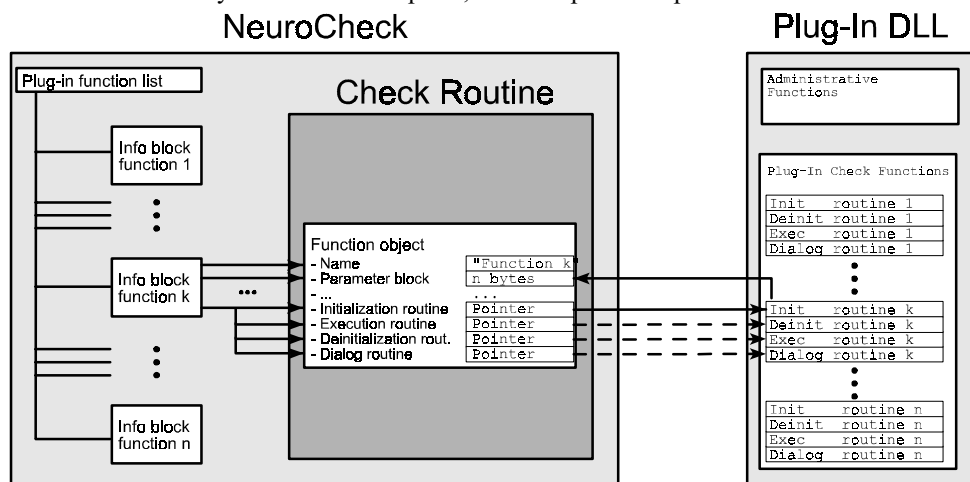 NeuroCheck
Plug-In DLL
Plug-in function list
Check Routine
Administrative
Functions
Info block
function 1
Plug-In Check Functions
Init routine 1
Deinit routine 1
Exec routine 1
Dialog routine 1
Function object
- Name "Function k"
- Parameter block n bytes
- ... ...
- Initialization routine Pointer
- Execution routine Pointer
- Deinitialization rout. Pointer
- Dialog routine Pointer
Info block
function k
...
Init routine k
Deinit routine k
Exec routine k
Dialog routine k
Info block
function n
Init routine n
Deinit routine n
Exec routine n
Dialog routine n